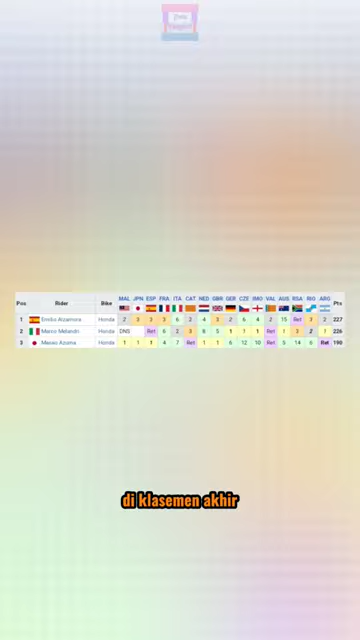 Pos Rider Bike MAL JPN ESP FRA ITA CAT NED GBR GER CZE IMO VAL AUS RSA RIO ARG Pts
1 Emilio Alzamora Honda 2 3 3 3 6 2 4 3 2 6 4 2 15 Ret 3 2 227
2 Marco Melandri Honda DNS Ret 6 2 3 8 5 1 1 1 Ret 1 3 2 1 226
3 Masao Azuma Honda 1 1 1 4 7 Ret 1 1 6 12 10 Ret 5 14 6 Ret 190
di klasemen akhir